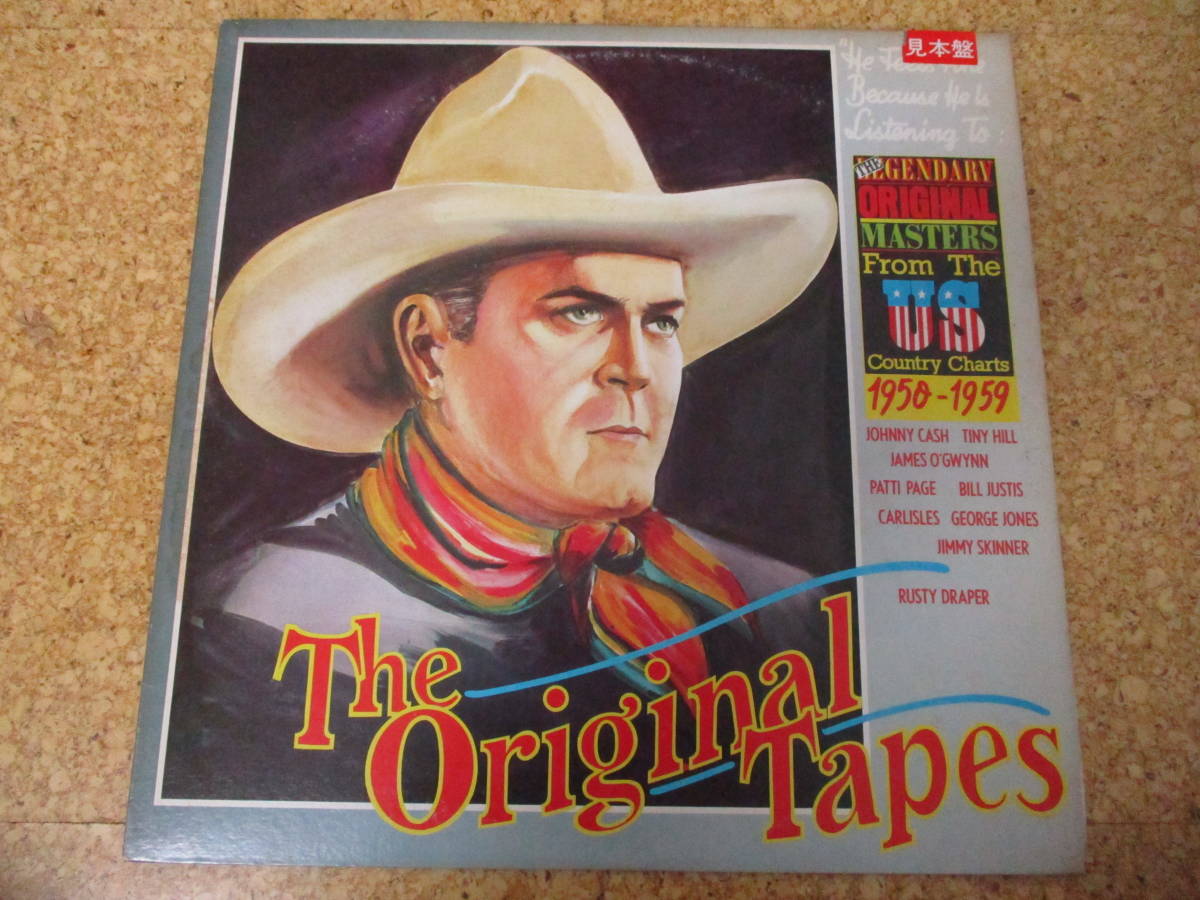 見本盤
"He Feels Fine
Because He Is
Listening To:
THE
LEGENDARY
ORIGINAL
MASTERS
From The
US
Country Charts
1950-1959
JOHNNY CASH TINY HILL
JAMES O'GWYNN
PATTI PAGE BILL JUSTIS
CARLISLES GEORGE JONES
JIMMY SKINNER
RUSTY DRAPER
The
Original
Tapes